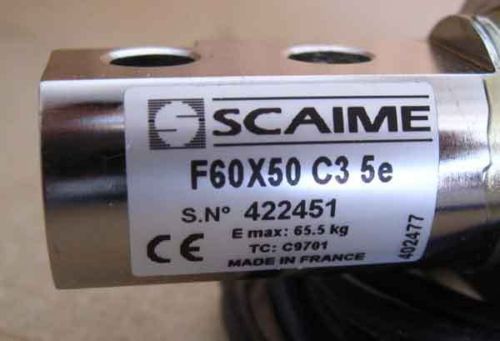 SCAIME
F60X50 C3 5e
S.N° 422451
E max: 65.5 kg
TC: C9701
MADE IN FRANCE
CE
402477